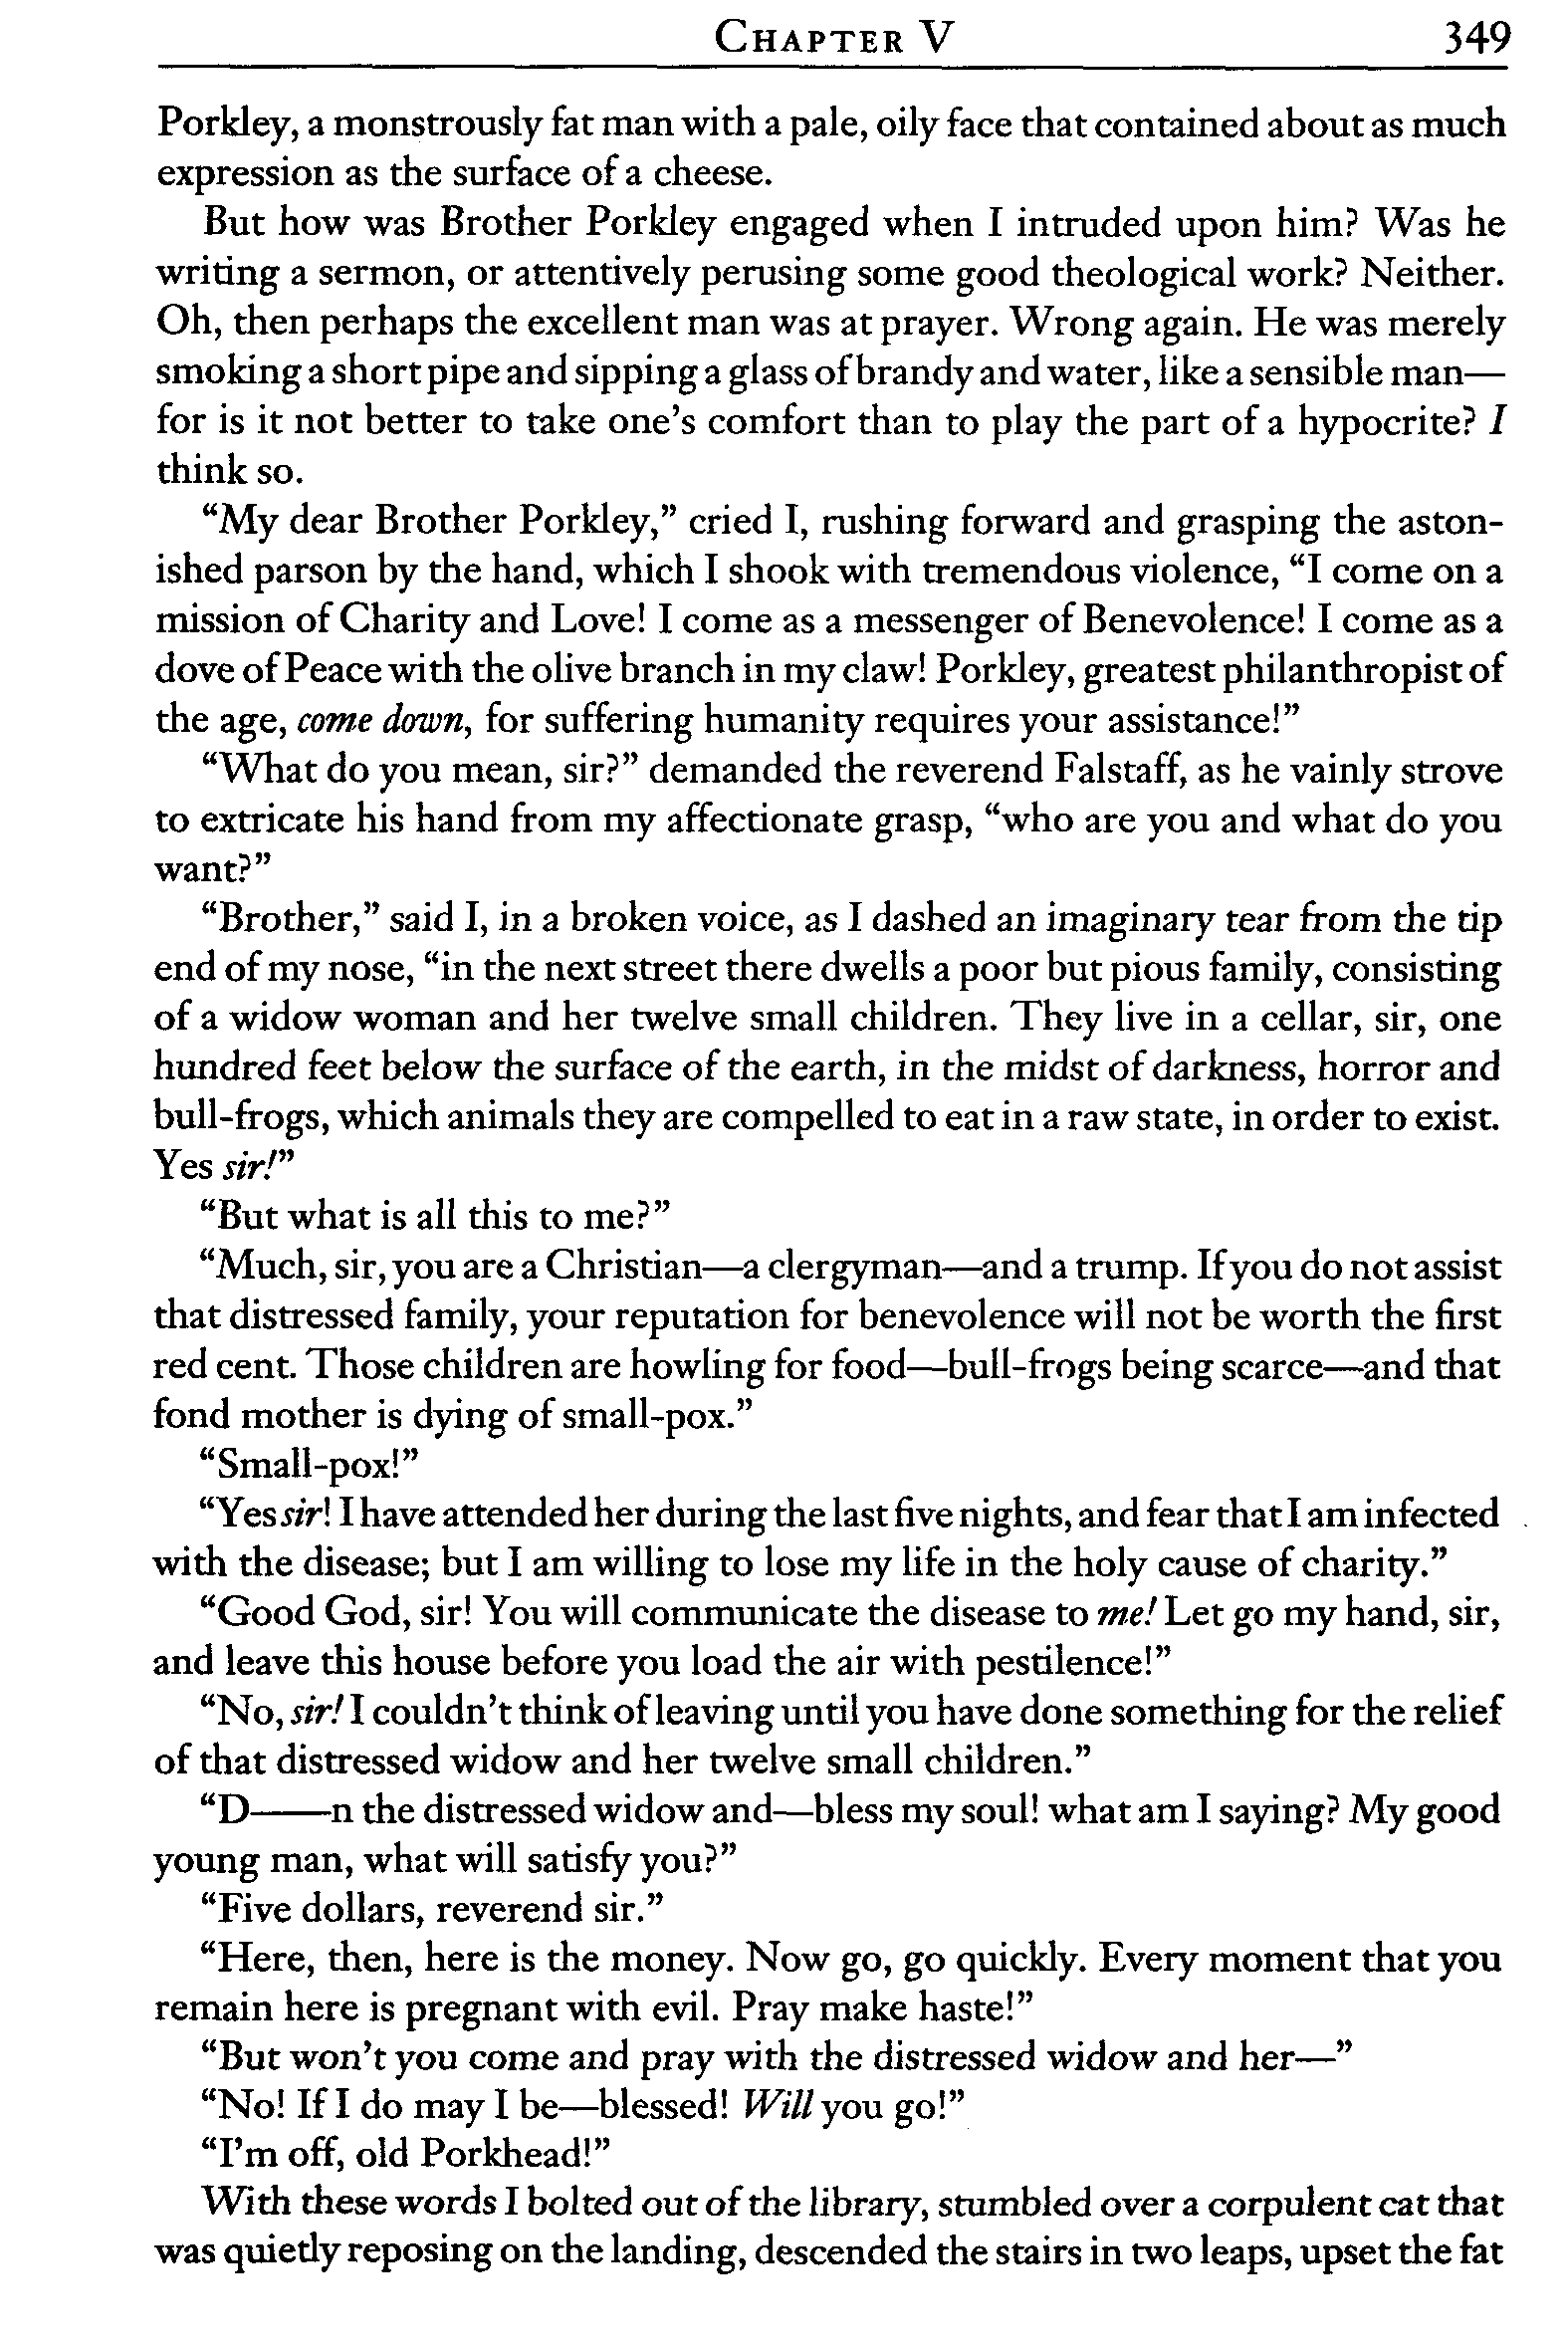 CHAPTER V 349
Porkley, a monstrously fat man with a pale, oily face that contained about as much
expression as the surface of a cheese.
But how was Brother Porkley engaged when I intruded upon him? Was he
writing a sermon, or attentively perusing some good theological work? Neither.
Oh, then perhaps the excellent man was at prayer. Wrong again. He was merely
smoking a short pipe and sipping a glass of brandy and water, like a sensible man—
for is it not better to take one’s comfort than to play the part of a hypocrite? I
think so.
“My dear Brother Porkley,” cried I, rushing forward and grasping the aston-
ished parson by the hand, which I shook with tremendous violence, “I come on a
mission of Charity and Love! I come as a messenger of Benevolence! I come as a
dove of Peace with the olive branch in my claw! Porkley, greatest philanthropist of
the age, come down, for suffering humanity requires your assistance!”
“What do you mean, sir?” demanded the reverend Falstaff, as he vainly strove
to extricate his hand from my affectionate grasp, “who are you and what do you
want?”
“Brother,” said I, in a broken voice, as I dashed an imaginary tear from the tip
end of my nose, “in the next street there dwells a poor but pious family, consisting
of a widow woman and her twelve small children. They live in a cellar, sir, one
hundred feet below the surface of the earth, in the midst of darkness, horror and
bull-frogs, which animals they are compelled to eat in a raw state, in order to exist.
Yes sir!”
“But what is all this to me?”
“Much, sir, you are a Christian—a clergyman—and a trump. If you do not assist
that distressed family, your reputation for benevolence will not be worth the first
red cent. Those children are howling for food—bull-frogs being scarce—and that
fond mother is dying of small-pox.”
“Small-pox!”
“Yes sir! I have attended her during the last five nights, and fear that I am infected
with the disease; but I am willing to lose my life in the holy cause of charity.”
“Good God, sir! You will communicate the disease to me! Let go my hand, sir,
and leave this house before you load the air with pestilence!”
“No, sir! I couldn’t think of leaving until you have done something for the relief
of that distressed widow and her twelve small children.”
“D——n the distressed widow and—bless my soul! what am I saying? My good
young man, what will satisfy you?”
“Five dollars, reverend sir.”
“Here, then, here is the money. Now go, go quickly. Every moment that you
remain here is pregnant with evil. Pray make haste!”
“But won’t you come and pray with the distressed widow and her—”
“No! If I do may I be—blessed! Will you go!”
“I’m off, old Porkhead!”
With these words I bolted out of the library, stumbled over a corpulent cat that
was quietly reposing on the landing, descended the stairs in two leaps, upset the fat